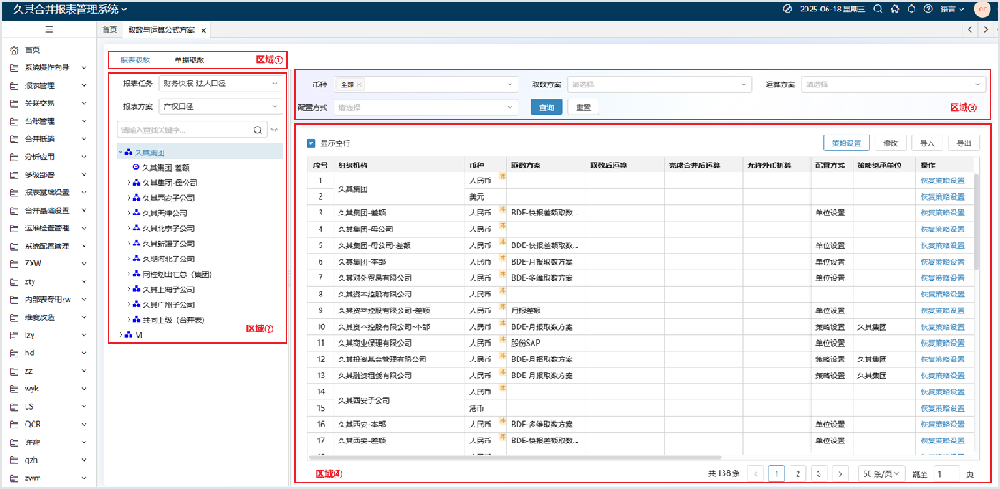 久其合并报表管理系统
2025-06-18 星期三 语言
首页 取数与运算公式方案 ×
首页
系统操作向导
报表管理
关联交易
台账管理
合并抵销
分析应用
多级部署
报表基础设置
合并基础设置
运维检查管理
系统配置管理
ZXW
zty
内部表专用zw
维度改造
lzy
hcl
zz
wyk
LS
QCR
许诺
qzh
zwm
报表取数 单据取数 区域①
报表任务 财务快报-法人口径
报表方案 产权口径
请输入查找关键字...
久其集团
久其集团-差额
久其集团-母公司
久其西安子公司
久其天津公司
久其北京子公司
久其新疆子公司
久期河北子公司
同控划出汇总（集团）
久其上海子公司
久其广州子公司
共同上级（合并表）
M
区域②
币种 全部 × 取数方案 请选择 运算方案 请选择
配置方式 请选择 查询 重置 区域③
显示空行 策略设置 修改 导入 导出
序号 组织机构 币种 取数方案 取数后运算 完成合并后运算 允许外币折算 配置方式 策略继承单位 操作
1 久其集团 人民币 本 恢复策略设置
2 美元 恢复策略设置
3 久其集团-差额 人民币 本 BDE-快报差额取数... 单位设置 恢复策略设置
4 久其集团-母公司 人民币 本 恢复策略设置
5 久其集团-母公司-差额 人民币 本 BDE-快报差额取数... 单位设置 恢复策略设置
6 久其集团-本部 人民币 本 BDE-月报取数方案 单位设置 恢复策略设置
7 久其对外贸易有限公司 人民币 本 BDE-多维取数方案 单位设置 恢复策略设置
8 久其资本控股有限公司 人民币 本 恢复策略设置
9 久其资本控股有限公司-差额 人民币 本 月报差额 单位设置 恢复策略设置
10 久其资本控股有限公司-本部 人民币 本 BDE-月报取数方案 策略设置 久其集团 恢复策略设置
11 久其商业保理有限公司 人民币 本 股份SAP 单位设置 恢复策略设置
12 久其投资基金管理有限公司 人民币 本 BDE-月报取数方案 策略设置 久其集团 恢复策略设置
13 久其融资租赁有限公司 人民币 本 BDE-月报取数方案 策略设置 久其集团 恢复策略设置
14 久其西安子公司 人民币 本 恢复策略设置
15 港币 恢复策略设置
16 久其西安-本部 人民币 本 BDE-多维取数方案 单位设置 恢复策略设置
17 久其西安-差额 人民币 本 BDE-快报差额取数... 单位设置 恢复策略设置
区域④ 共 138 条 1 2 3 50 条/页 跳至 1 页